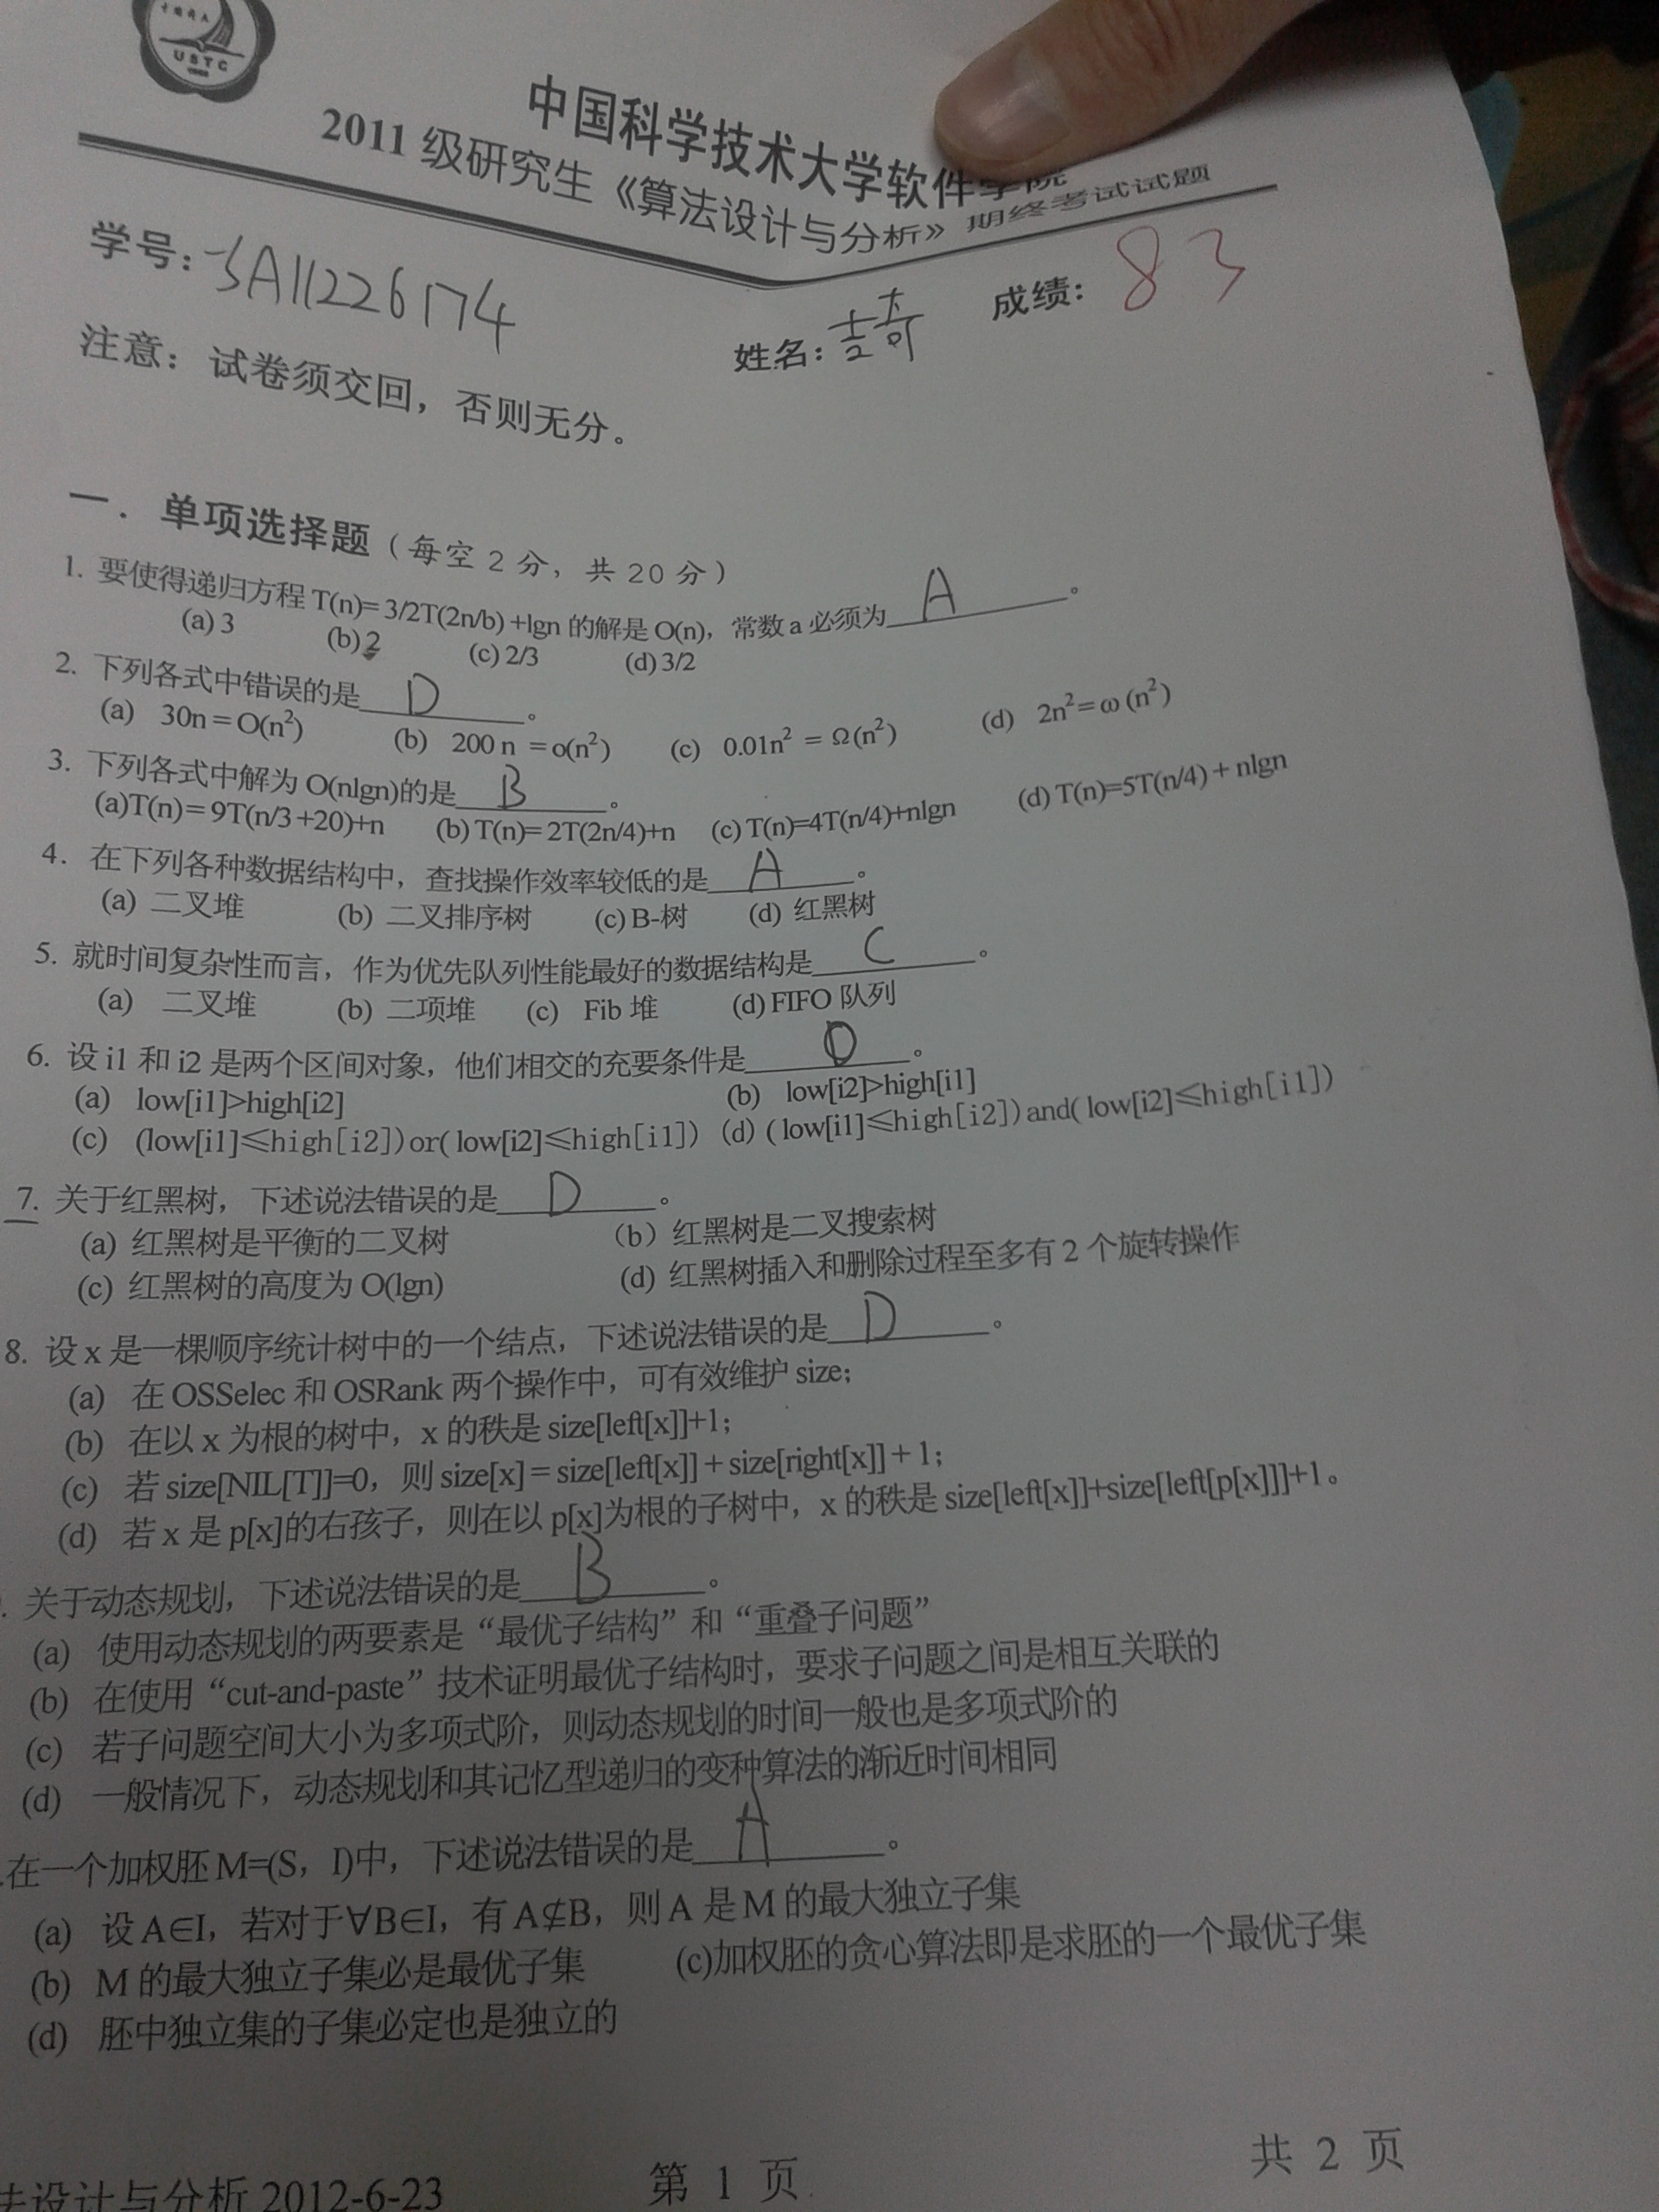 USTC
中国科学技术大学软件学院
2011 级研究生《算法设计与分析》期终考试试题
学号: SA11226174
姓名: 成绩: 83
注意：试卷须交回，否则无分。
一. 单项选择题（每空 2 分，共 20 分）
1. 要使得递归方程 T(n)= 3/2T(2n/b) +lgn 的解是 O(n)，常数 a 必须为 A 。
(a) 3 (b) 2 (c) 2/3 (d) 3/2
2. 下列各式中错误的是 D 。
(a) 30n = O(n²) (b) 200 n = o(n²) (c) 0.01n² = Ω(n²) (d) 2n² = ω (n²)
3. 下列各式中解为 O(nlgn)的是 B 。
(a)T(n) = 9T(n/3 +20)+n (b) T(n)= 2T(2n/4)+n (c) T(n)=4T(n/4)+nlgn (d) T(n)=5T(n/4) + nlgn
4. 在下列各种数据结构中，查找操作效率较低的是 A 。
(a) 二叉堆 (b) 二叉排序树 (c) B-树 (d) 红黑树
5. 就时间复杂性而言，作为优先队列性能最好的数据结构是 C 。
(a) 二叉堆 (b) 二项堆 (c) Fib 堆 (d) FIFO 队列
6. 设 i1 和 i2 是两个区间对象，他们相交的充要条件是 D 。
(a) low[i1]>high[i2] (b) low[i2]>high[i1]
(c) (low[i1]≤high[i2])or( low[i2]≤high[i1]) (d) ( low[i1]≤high[i2])and( low[i2]≤high[i1])
7. 关于红黑树，下述说法错误的是 D 。
(a) 红黑树是平衡的二叉树 (b) 红黑树是二叉搜索树
(c) 红黑树的高度为 O(lgn) (d) 红黑树插入和删除过程至多有 2 个旋转操作
8. 设 x 是一棵顺序统计树中的一个结点，下述说法错误的是 D 。
(a) 在 OSSelec 和 OSRank 两个操作中，可有效维护 size；
(b) 在以 x 为根的树中，x 的秩是 size[left[x]]+1；
(c) 若 size[NIL[T]]=0，则 size[x] = size[left[x]] + size[right[x]] + 1；
(d) 若 x 是 p[x]的右孩子，则在以 p[x]为根的子树中，x 的秩是 size[left[x]]+size[left[p[x]]]+1。
. 关于动态规划，下述说法错误的是 B 。
(a) 使用动态规划的两要素是“最优子结构”和“重叠子问题”
(b) 在使用“cut-and-paste”技术证明最优子结构时，要求子问题之间是相互关联的
(c) 若子问题空间大小为多项式阶，则动态规划的时间一般也是多项式阶的
(d) 一般情况下，动态规划和其记忆型递归的变种算法的渐近时间相同
.在一个加权胚 M=(S，I)中，下述说法错误的是 A 。
(a) 设 A∈I，若对于∀B∈I，有 A⊈B，则 A 是 M 的最大独立子集
(b) M 的最大独立子集必是最优子集 (c)加权胚的贪心算法即是求胚的一个最优子集
(d) 胚中独立集的子集必定也是独立的
法设计与分析 2012-6-23 第 1 页 共 2 页